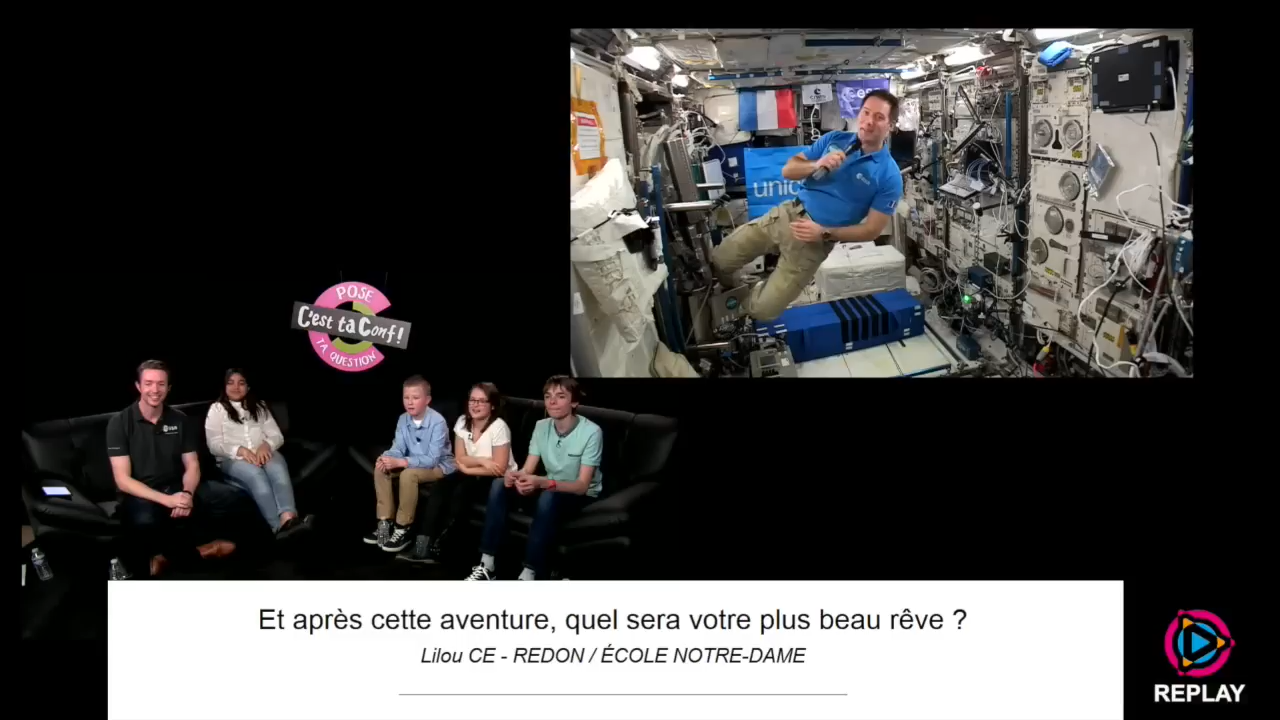 unic
POSE
C'est ta Conf!
TA QUESTION
Et après cette aventure, quel sera votre plus beau rêve ?
Lilou CE - REDON / ÉCOLE NOTRE-DAME
REPLAY